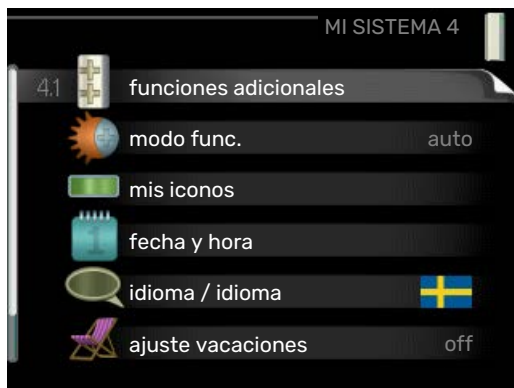 MI SISTEMA 4
4.1 funciones adicionales
modo func. auto
mis iconos
1 fecha y hora
idioma / idioma
ajuste vacaciones off